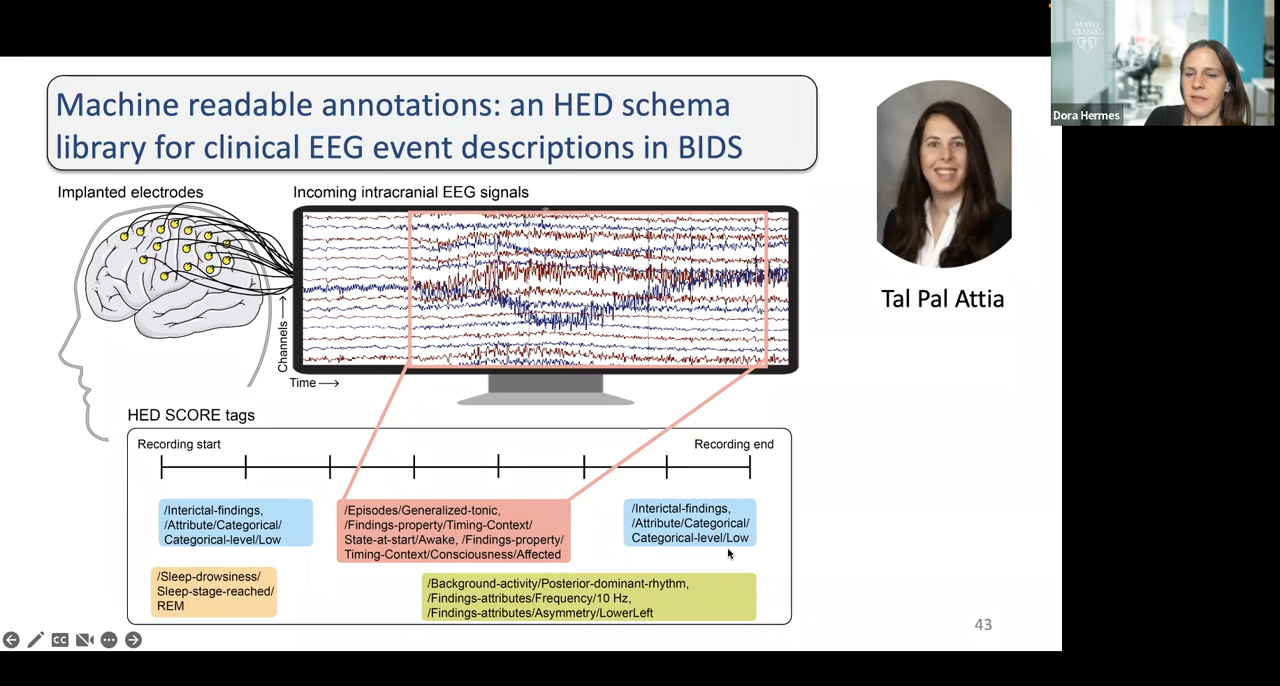 MAYO
CLINIC
Dora Hermes
Machine readable annotations: an HED schema
library for clinical EEG event descriptions in BIDS
Implanted electrodes
Incoming intracranial EEG signals
Channels
Time
Tal Pal Attia
HED SCORE tags
Recording start
Recording end
/Interictal-findings,
/Attribute/Categorical/
Categorical-level/Low
/Episodes/Generalized-tonic,
/Findings-property/Timing-Context/
State-at-start/Awake, /Findings-property/
Timing-Context/Consciousness/Affected
/Interictal-findings,
/Attribute/Categorical/
Categorical-level/Low
/Sleep-drowsiness/
Sleep-stage-reached/
REM
/Background-activity/Posterior-dominant-rhythm,
/Findings-attributes/Frequency/10 Hz,
/Findings-attributes/Asymmetry/LowerLeft
43
CC